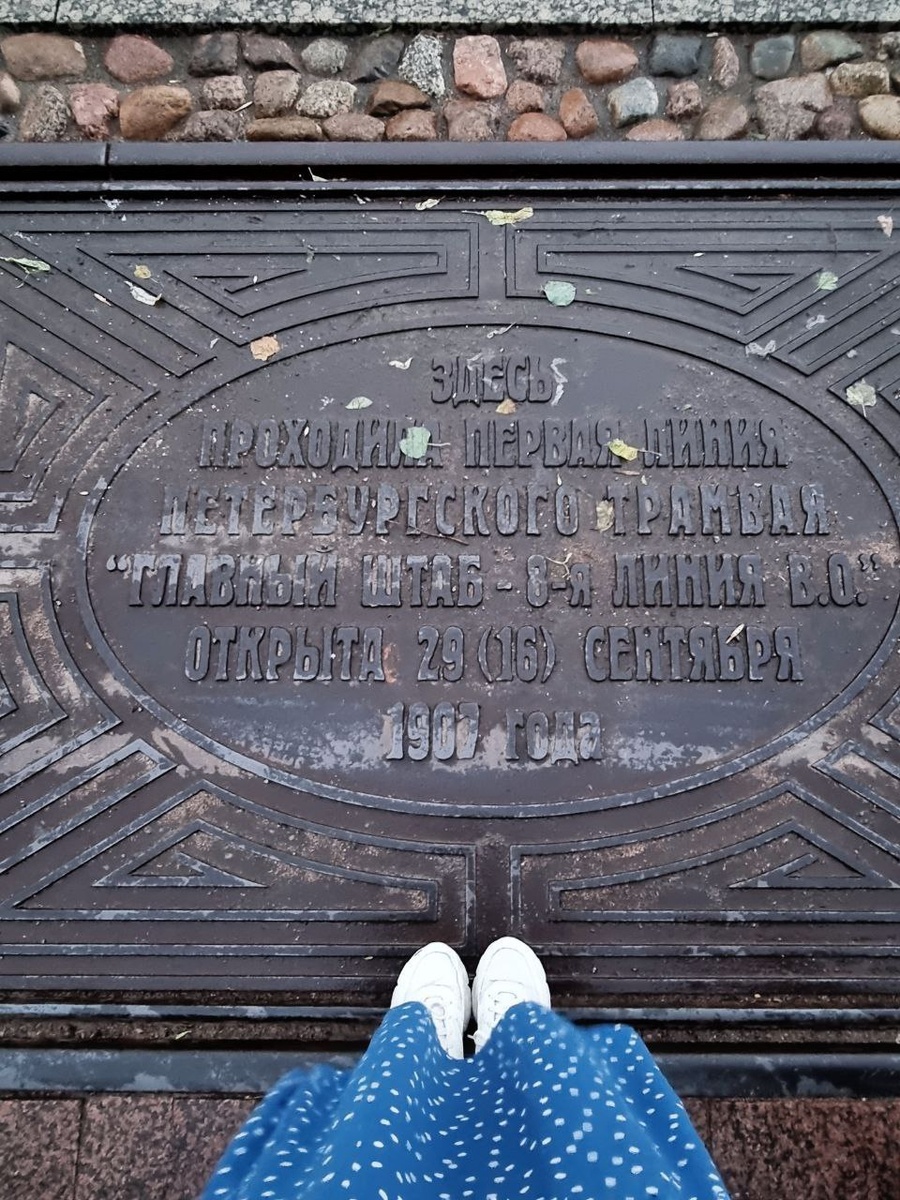 ЗДЕСЬ
ПРОХОДИЛА ПЕРВАЯ ЛИНИЯ
ПЕТЕРБУРГСКОГО ТРАМВАЯ
“ГЛАВНЫЙ ШТАБ - 8-я ЛИНИЯ В.О.”
ОТКРЫТА 29 (16) СЕНТЯБРЯ
1907 года